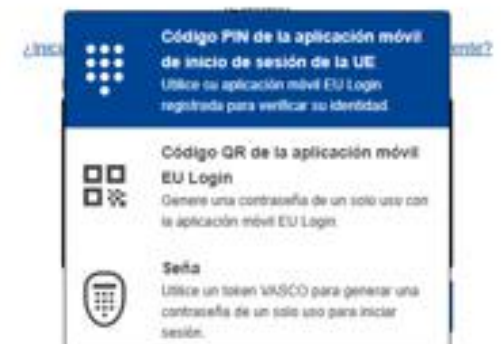 Código PIN de la aplicación móvil
de inicio de sesión de la UE
Utilice su aplicación móvil EU Login
registrada para verificar su identidad.
Código QR de la aplicación móvil
EU Login
Genere una contraseña de un solo uso con
la aplicación móvil EU Login.
Seña
Utilice un token VASCO para generar una
contraseña de un solo uso para iniciar
sesión.